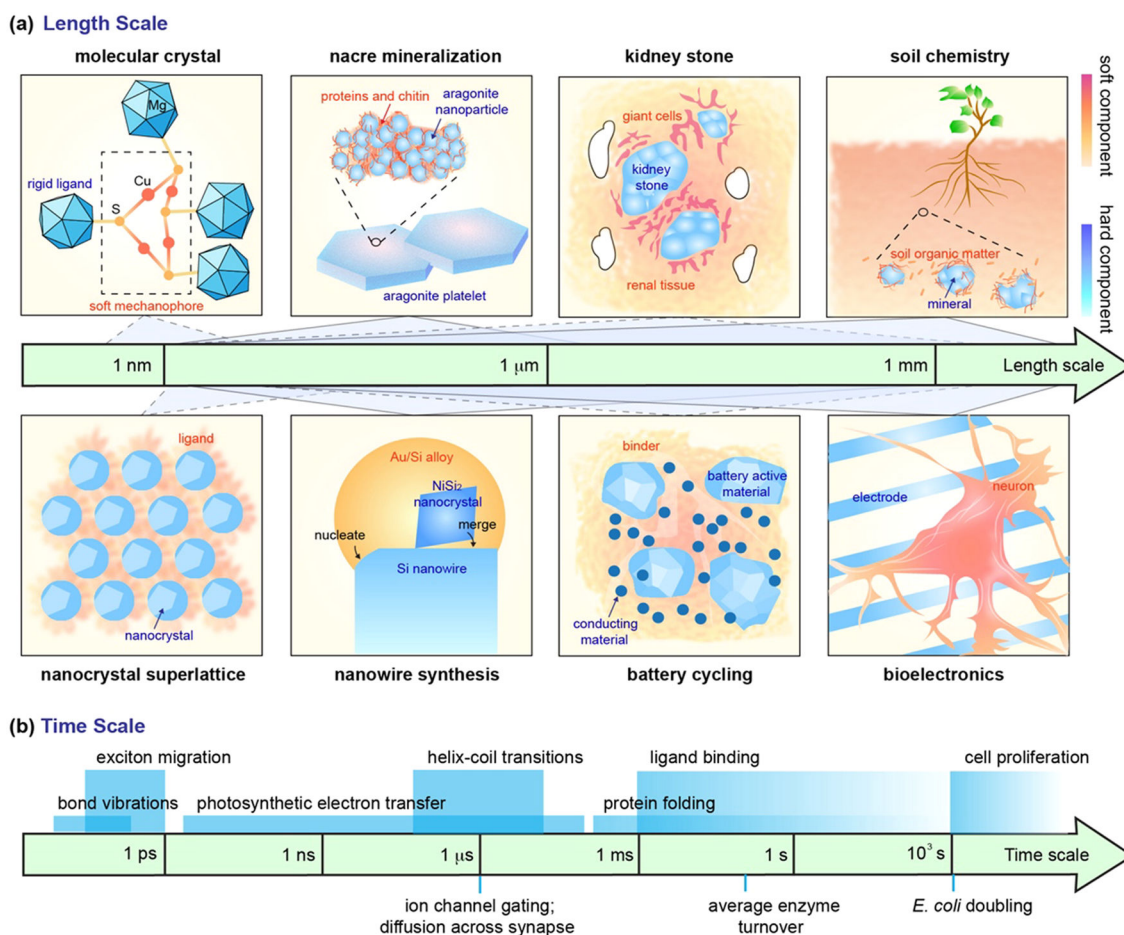 (a) Length Scale
molecular crystal
nacre mineralization
kidney stone
soil chemistry
Mg
rigid ligand
Cu
S
soft mechanophore
proteins and chitin
aragonite
nanoparticle
aragonite platelet
giant cells
kidney
stone
renal tissue
soil organic matter
mineral
soft component
hard component
1 nm
1 μm
1 mm
Length scale
ligand
nanocrystal
Au/Si alloy
NiSi₂
nanocrystal
nucleate
merge
Si nanowire
binder
battery active
material
conducting
material
electrode
neuron
nanocrystal superlattice
nanowire synthesis
battery cycling
bioelectronics
(b) Time Scale
exciton migration
helix-coil transitions
ligand binding
cell proliferation
bond vibrations
photosynthetic electron transfer
protein folding
1 ps
1 ns
1 μs
1 ms
1 s
10³ s
Time scale
ion channel gating;
diffusion across synapse
average enzyme
turnover
E. coli doubling